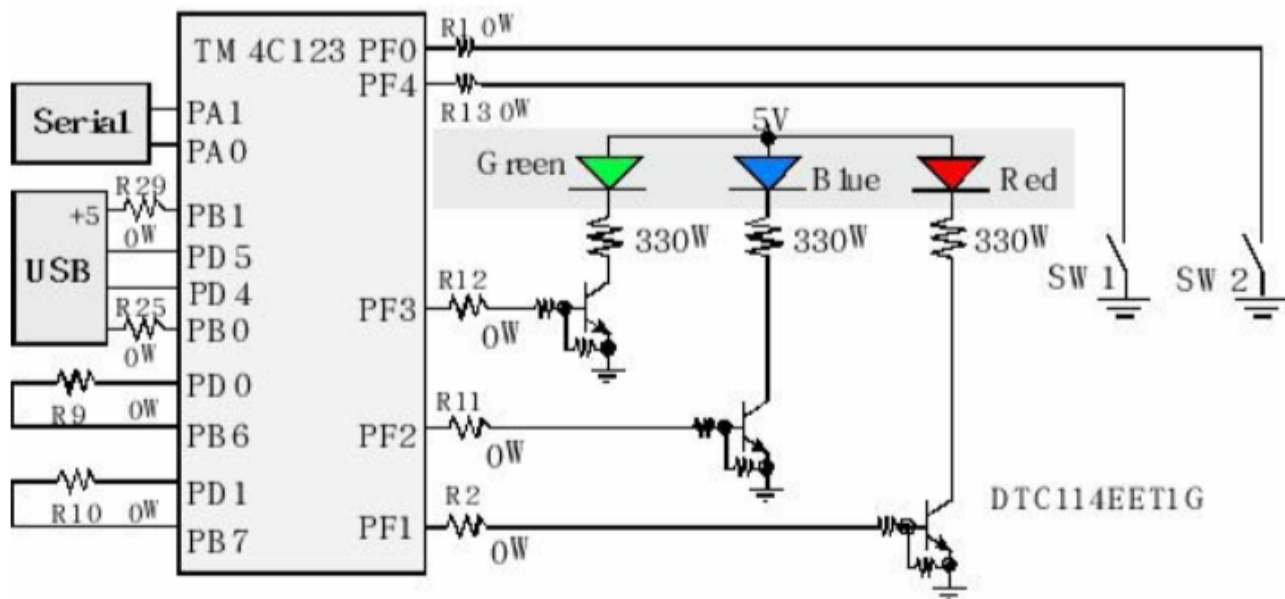 TM4C123
PF0
R1 0W
PF4
R13 0W
Serial
PA1
PA0
5V
Green
Blue
Red
R29
+5
0W
PB1
USB
PD5
PD4
R25
PB0
0W
330W
330W
330W
SW1
SW2
PF3
R12
0W
PD0
R9
0W
PB6
PF2
R11
0W
PD1
R10
0W
PB7
PF1
R2
0W
DTC114EET1G